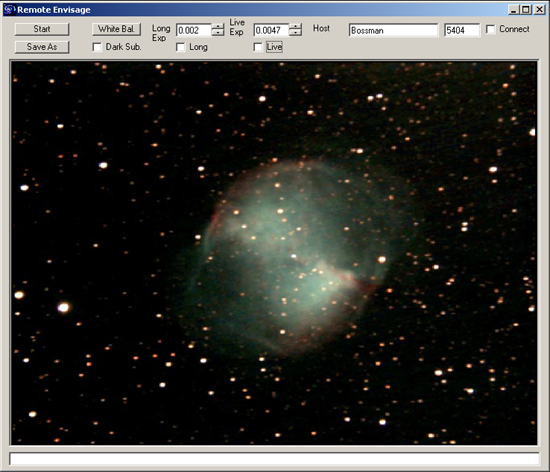 Remote Envisage
Start
White Bal.
Long Exp
0.002
Live Exp
0.0047
Host
Bossman
5404
Connect
Save As
Dark Sub.
Long
Live